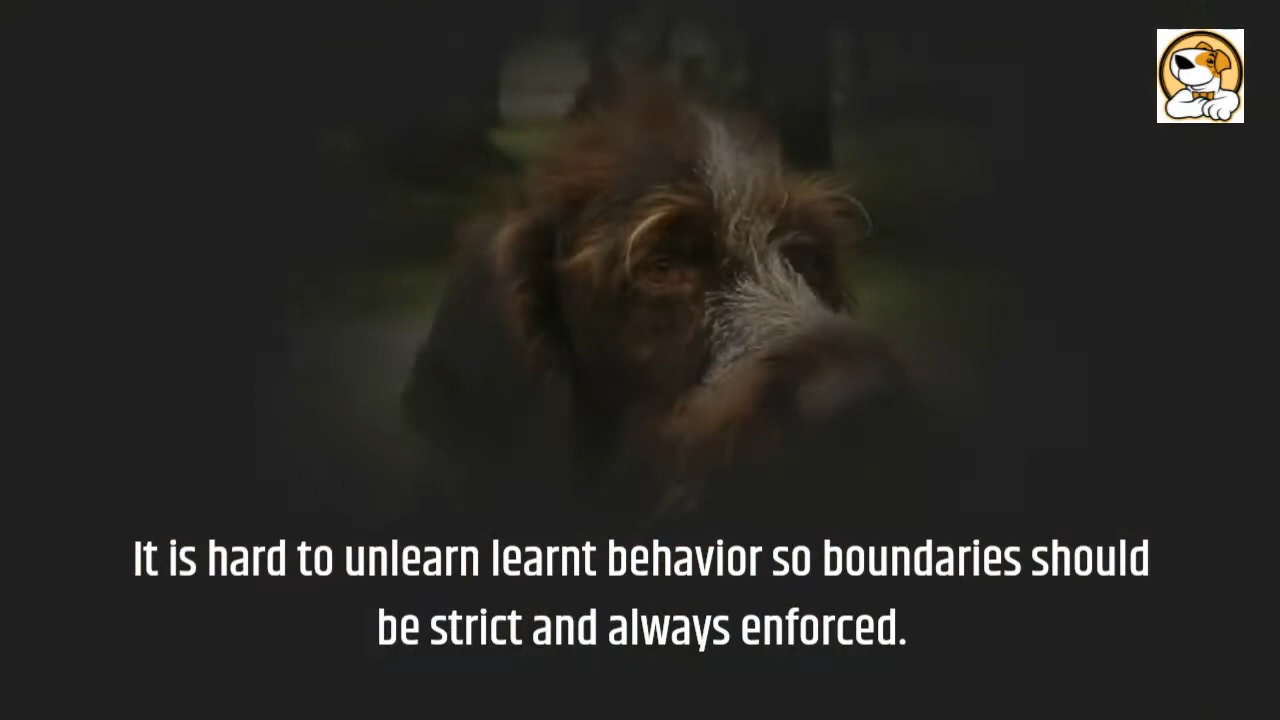 It is hard to unlearn learnt behavior so boundaries should
be strict and always enforced.